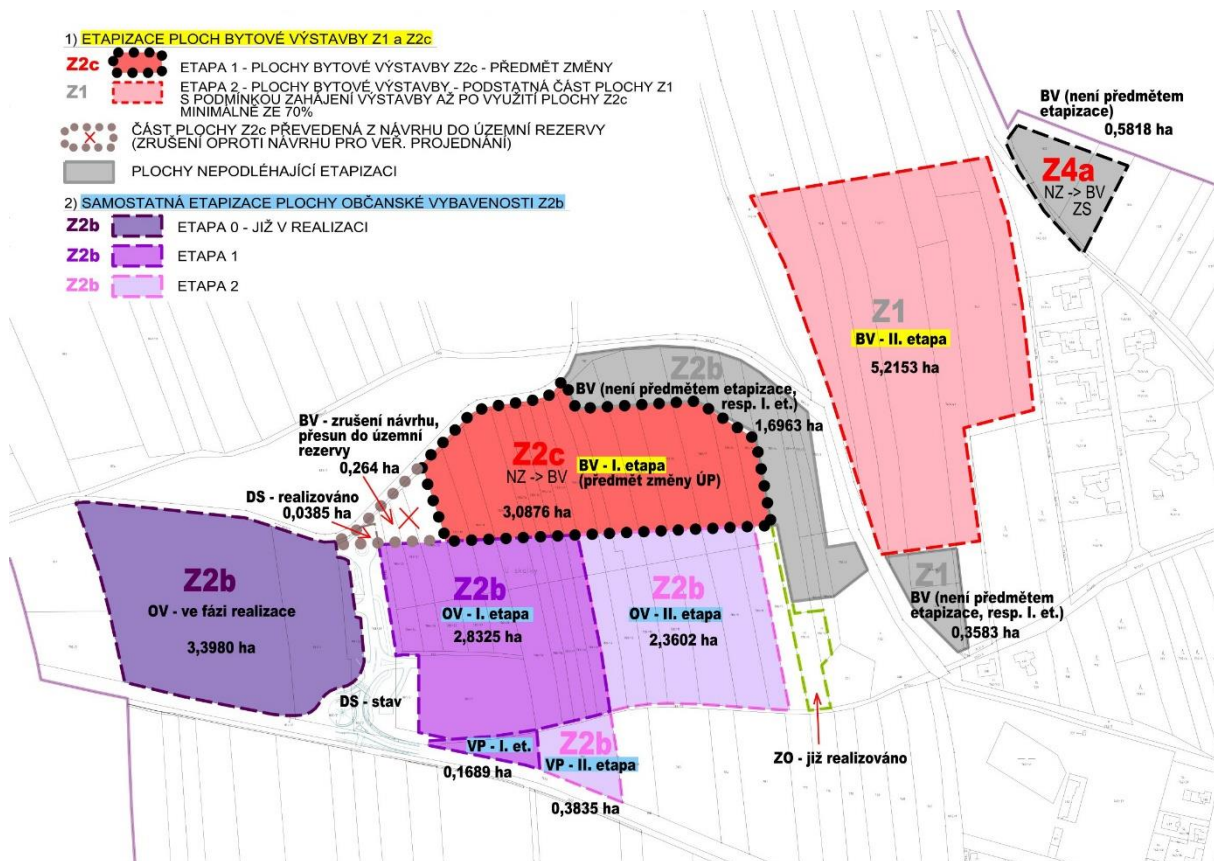 1) ETAPIZACE PLOCH BYTOVÉ VÝSTAVBY Z1 a Z2c
Z2c ETAPA 1 - PLOCHY BYTOVÉ VÝSTAVBY Z2c - PŘEDMĚT ZMĚNY
Z1 ETAPA 2 - PLOCHY BYTOVÉ VÝSTAVBY - PODSTATNÁ ČÁST PLOCHY Z1
S PODMÍNKOU ZAHÁJENÍ VÝSTAVBY AŽ PO VYUŽITÍ PLOCHY Z2c
MINIMÁLNĚ ZE 70%
ČÁST PLOCHY Z2c PŘEVEDENÁ Z NÁVRHU DO ÚZEMNÍ REZERVY
(ZRUŠENÍ OPROTI NÁVRHU PRO VEŘ. PROJEDNÁNÍ)
PLOCHY NEPODLÉHAJÍCÍ ETAPIZACI
2) SAMOSTATNÁ ETAPIZACE PLOCHY OBČANSKÉ VYBAVENOSTI Z2b
Z2b ETAPA 0 - JIŽ V REALIZACI
Z2b ETAPA 1
Z2b ETAPA 2
BV (není předmětem
etapizace)
0,5818 ha
Z4a
NZ -> BV
ZS
Z1
BV - II. etapa
5,2153 ha
Z2b
BV (není předmětem etapizace,
resp. I. et.)
1,6963 ha
BV - zrušení návrhu,
přesun do územní
rezervy
0,264 ha
Z2c
NZ -> BV
BV - I. etapa
(předmět změny ÚP)
3,0876 ha
DS - realizováno
0,0385 ha
Z2b
OV - ve fázi realizace
3,3980 ha
Z2b
OV - I. etapa
2,8325 ha
Z2b
OV - II. etapa
2,3602 ha
Z1
BV (není předmětem
etapizace, resp. I. et.)
0,3583 ha
DS - stav
VP - I. et.
0,1689 ha
Z2b
VP - II. etapa
0,3835 ha
ZO - již realizováno